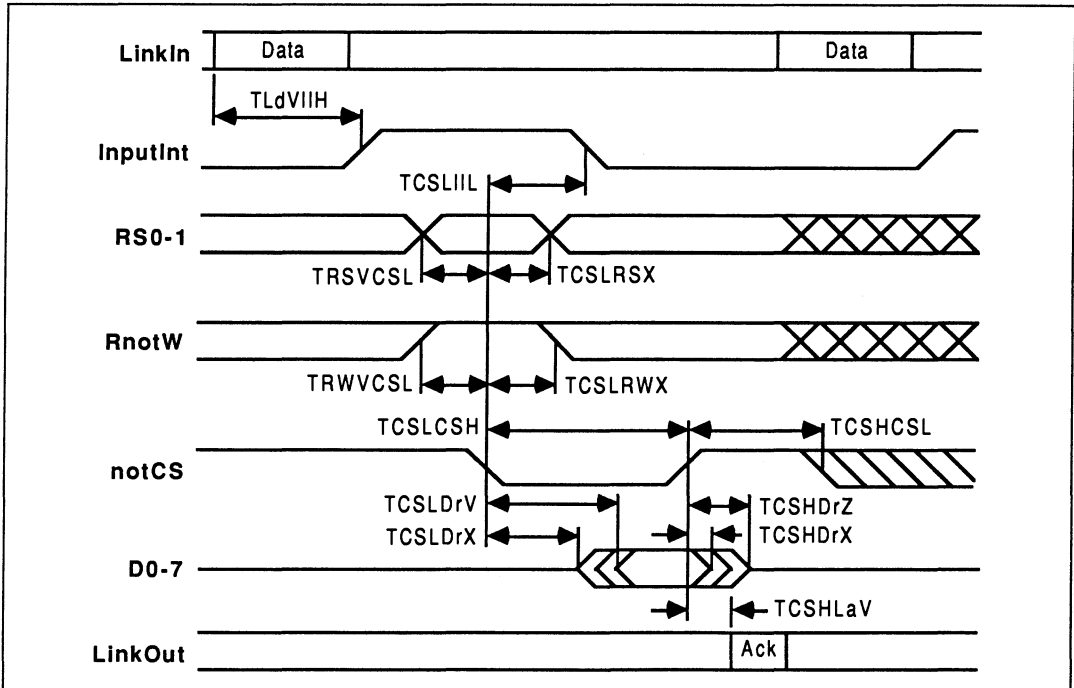 LinkIn Data Data
TLdVIIH
InputInt
TCSLIIL
RS0-1
TRSVCSL TCSLRSX
RnotW
TRWVCSL TCSLRWX
TCSLCSH TCSHCSL
notCS
TCSLDrV TCSHDrZ
TCSLDrX TCSHDrX
D0-7
TCSHLaV
LinkOut Ack